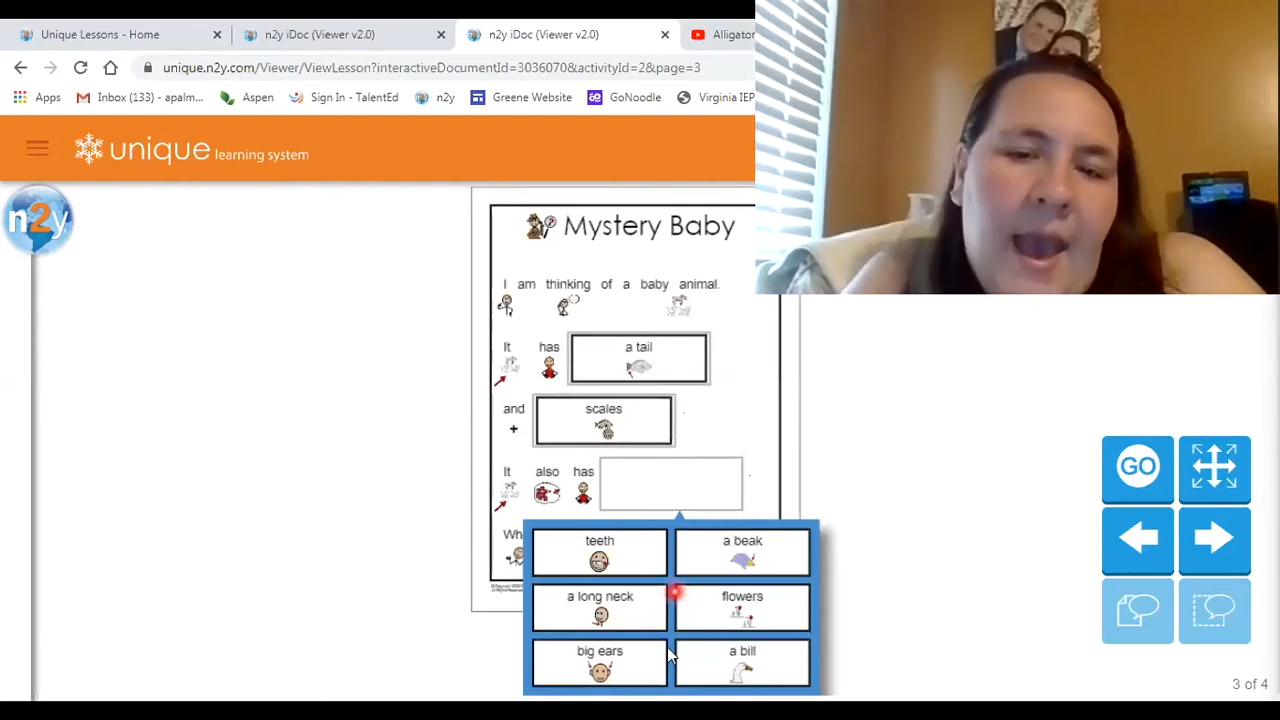 Unique Lessons - Home
n2y iDoc (Viewer v2.0)
n2y iDoc (Viewer v2.0)
Alligator
unique.n2y.com/Viewer/ViewLesson?interactiveDocumentId=3036070&activityId=2&page=3
Apps
Inbox (133) - apalm...
Aspen
Sign In - TalentEd
n2y
Greene Website
GoNoodle
Virginia IEP
unique learning system
n2y
Mystery Baby
I am thinking of a baby animal.
It has a tail
and scales .
+
It also has .
Wh
teeth
a beak
a long neck
flowers
big ears
a bill
GO
3 of 4